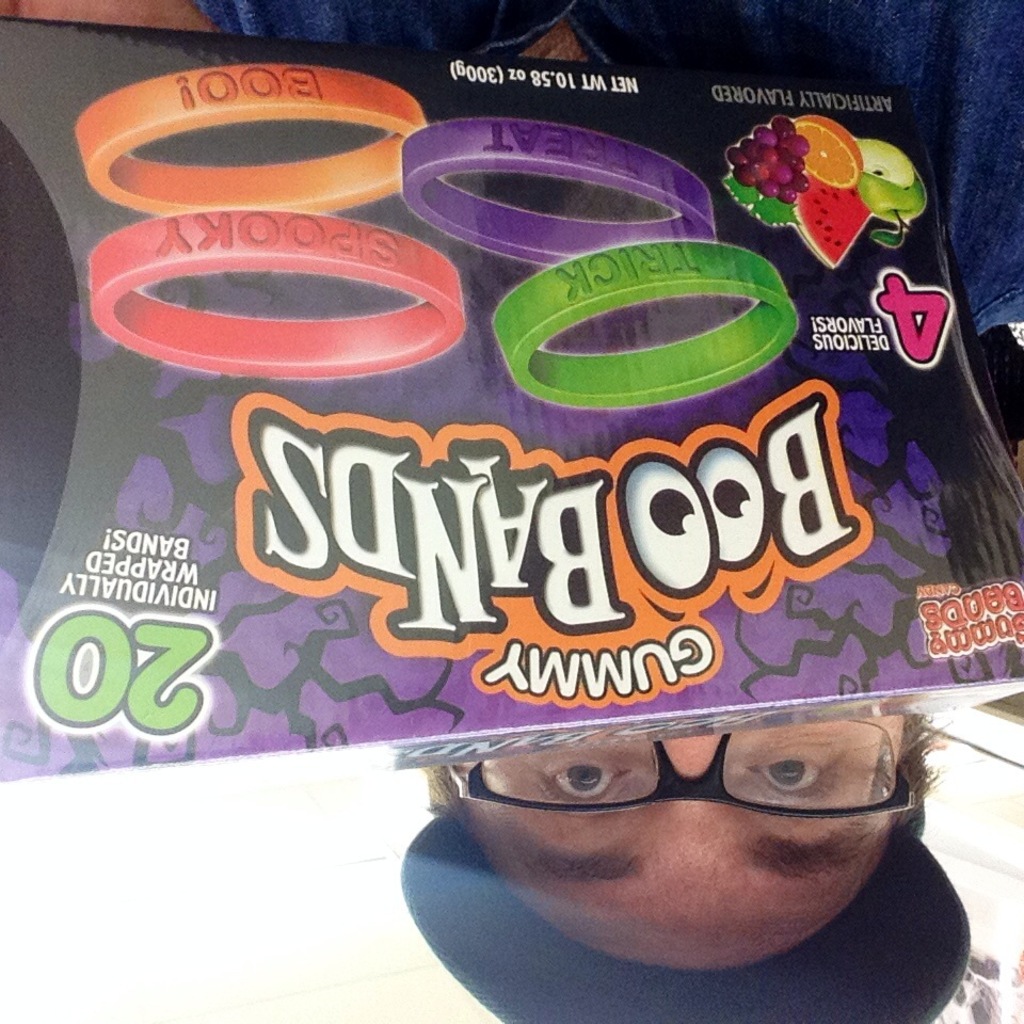 GUMMY
BANDS
CANDY
GUMMY
BOO BANDS
20
INDIVIDUALLY
WRAPPED
BANDS!
4
DELICIOUS
FLAVORS!
TRICK
SPOOKY
TREAT
BOO!
ARTIFICIALLY FLAVORED
NET WT 10.58 oz (300g)